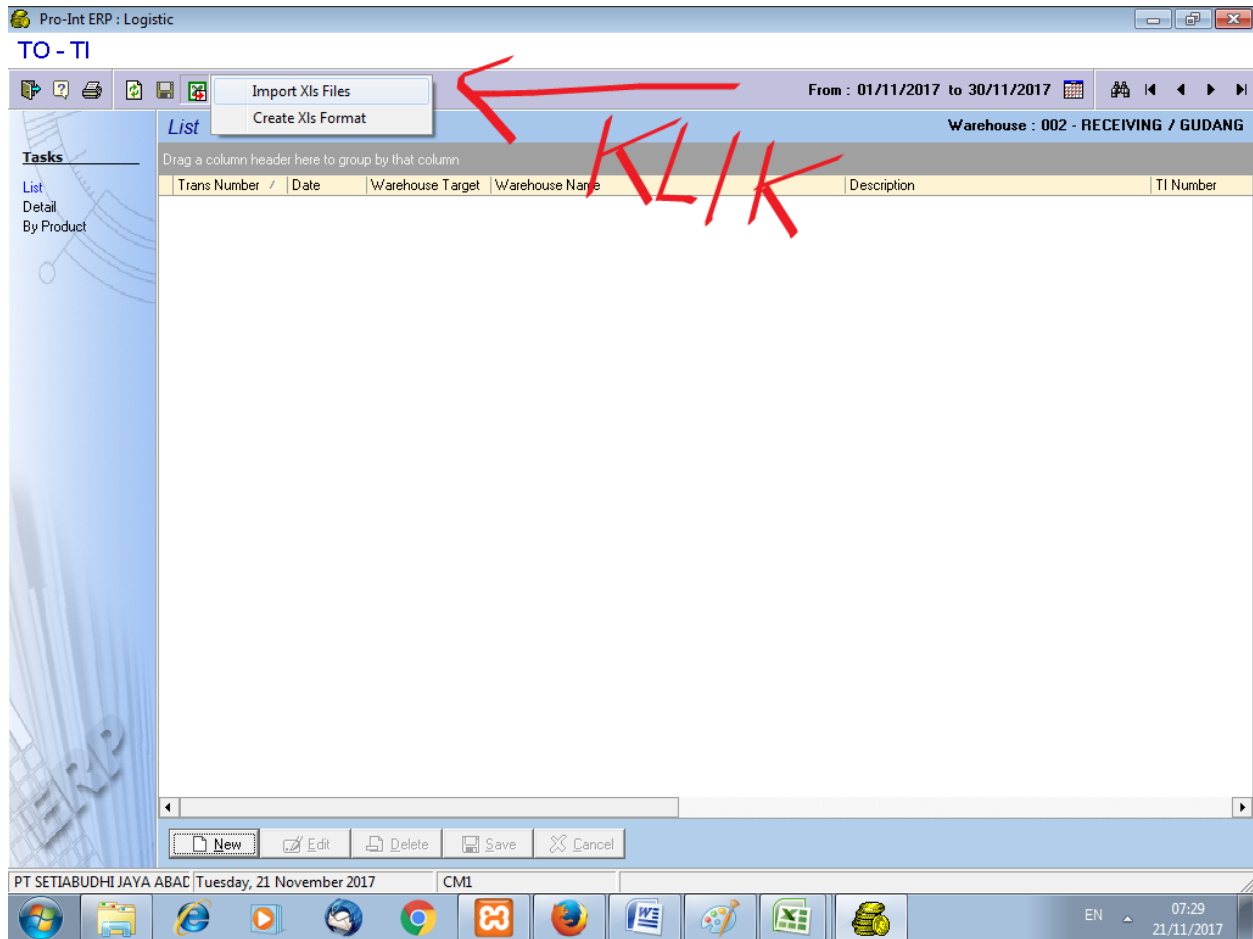 Pro-Int ERP : Logistic
TO - TI
Import Xls Files
From : 01/11/2017 to 30/11/2017
Create Xls Format
List
Warehouse : 002 - RECEIVING / GUDANG
KLIK
Tasks
Drag a column header here to group by that column
List
Trans Number Date Warehouse Target Warehouse Name Description TI Number
Detail
By Product
ERP
New Edit Delete Save Cancel
PT SETIABUDHI JAYA ABAD Tuesday, 21 November 2017 CM1
EN 07:29
21/11/2017